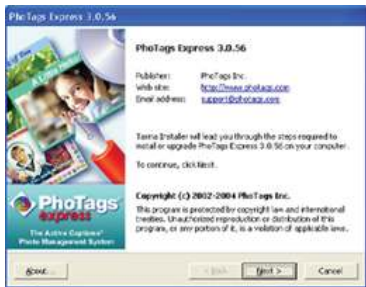 PhoTags Express 3.0.56
PhoTags Express 3.0.56
Publisher: PhoTags Inc.
Web site: http://www.photags.com
Email address: support@photags.com
Tarma Installer will lead you through the steps required to
install or upgrade PhoTags Express 3.0.56 on your computer.
To continue, click Next.
PhoTags
express
The Active Captions
Photo Management System
Copyright (c) 2002-2004 PhoTags Inc.
This program is protected by copyright law and international
treaties. Unauthorized reproduction or distribution of this
program, or any portion of it, is a violation of applicable laws.
About...
< Back
Next >
Cancel